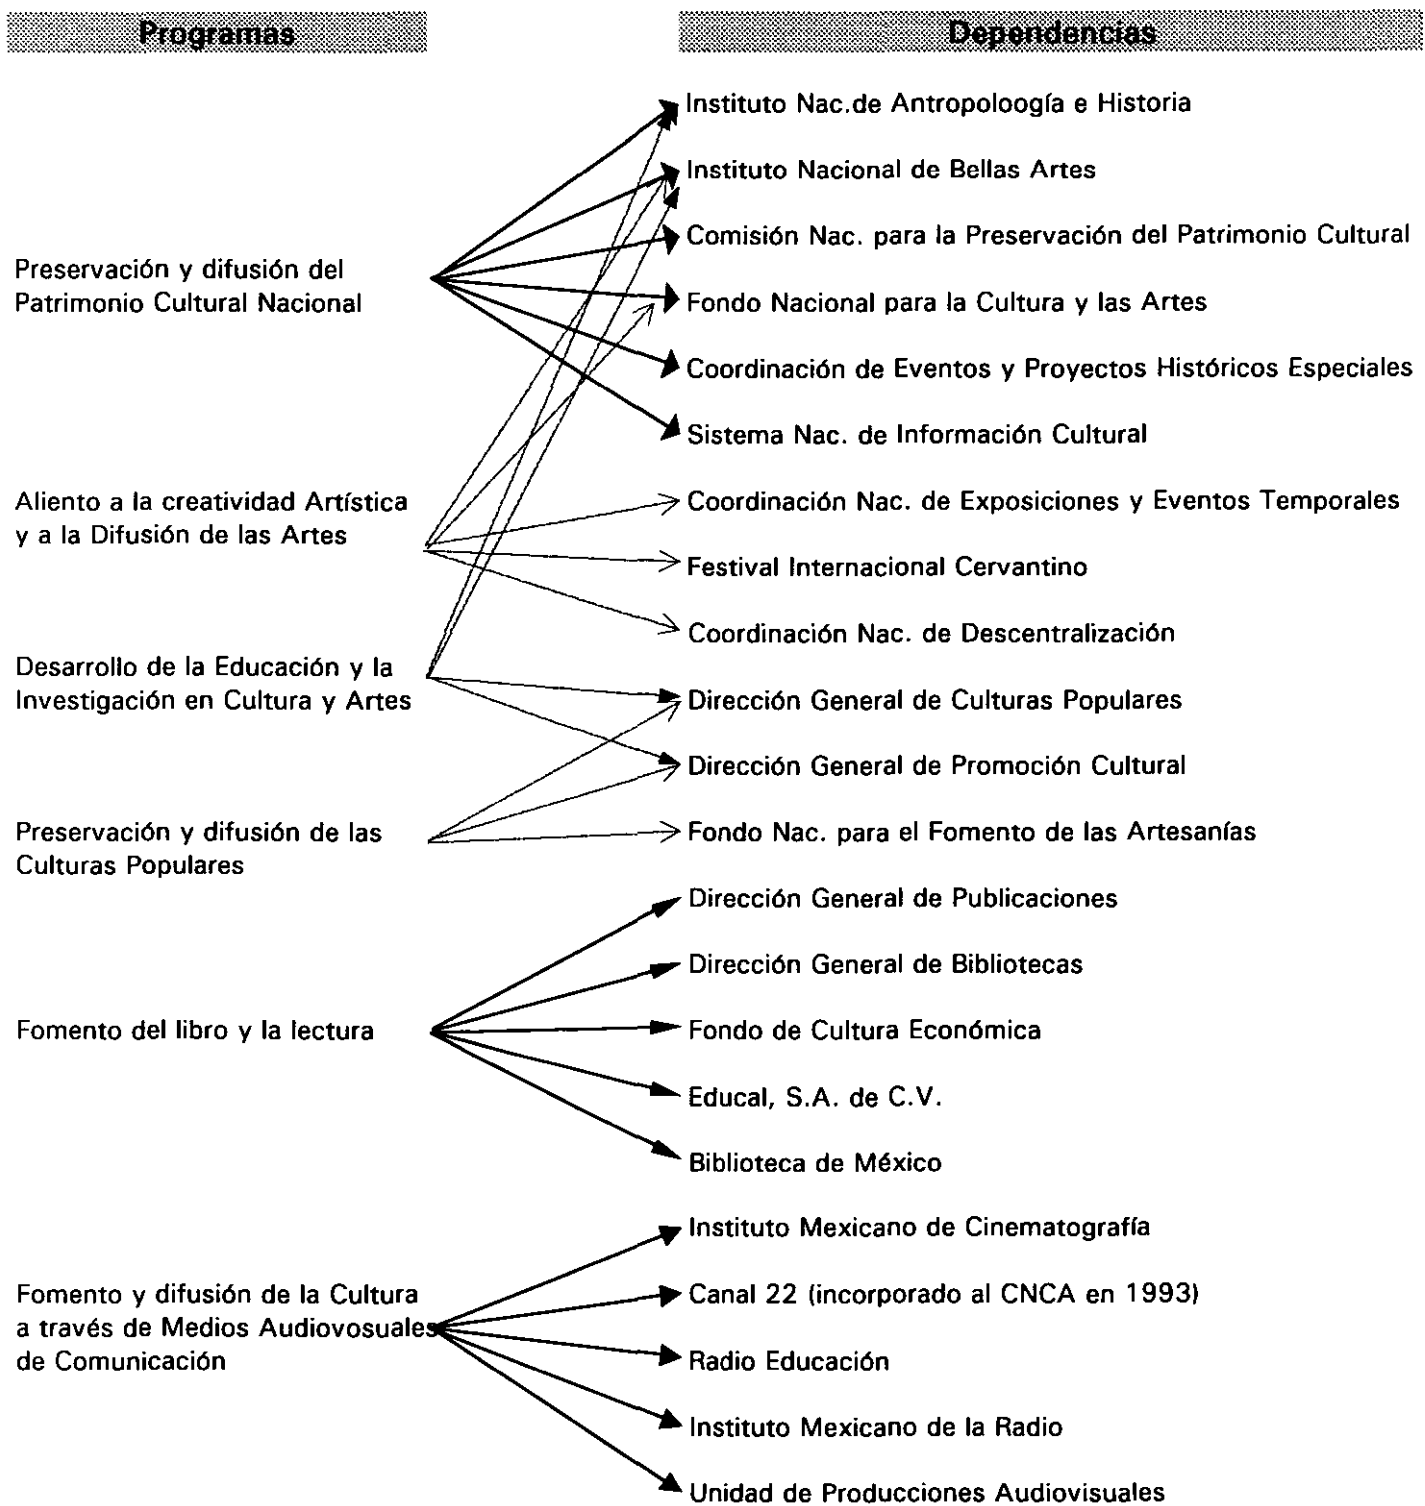 Programas
Dependencias
Instituto Nac.de Antropoloogía e Historia
Instituto Nacional de Bellas Artes
Comisión Nac. para la Preservación del Patrimonio Cultural
Preservación y difusión del
Patrimonio Cultural Nacional
Fondo Nacional para la Cultura y las Artes
Coordinación de Eventos y Proyectos Históricos Especiales
Sistema Nac. de Información Cultural
Aliento a la creatividad Artística
y a la Difusión de las Artes
Coordinación Nac. de Exposiciones y Eventos Temporales
Festival Internacional Cervantino
Coordinación Nac. de Descentralización
Desarrollo de la Educación y la
Investigación en Cultura y Artes
Dirección General de Culturas Populares
Dirección General de Promoción Cultural
Preservación y difusión de las
Culturas Populares
Fondo Nac. para el Fomento de las Artesanías
Dirección General de Publicaciones
Dirección General de Bibliotecas
Fomento del libro y la lectura
Fondo de Cultura Económica
Educal, S.A. de C.V.
Biblioteca de México
Instituto Mexicano de Cinematografía
Fomento y difusión de la Cultura
a través de Medios Audiovosuales
de Comunicación
Canal 22 (incorporado al CNCA en 1993)
Radio Educación
Instituto Mexicano de la Radio
Unidad de Producciones Audiovisuales